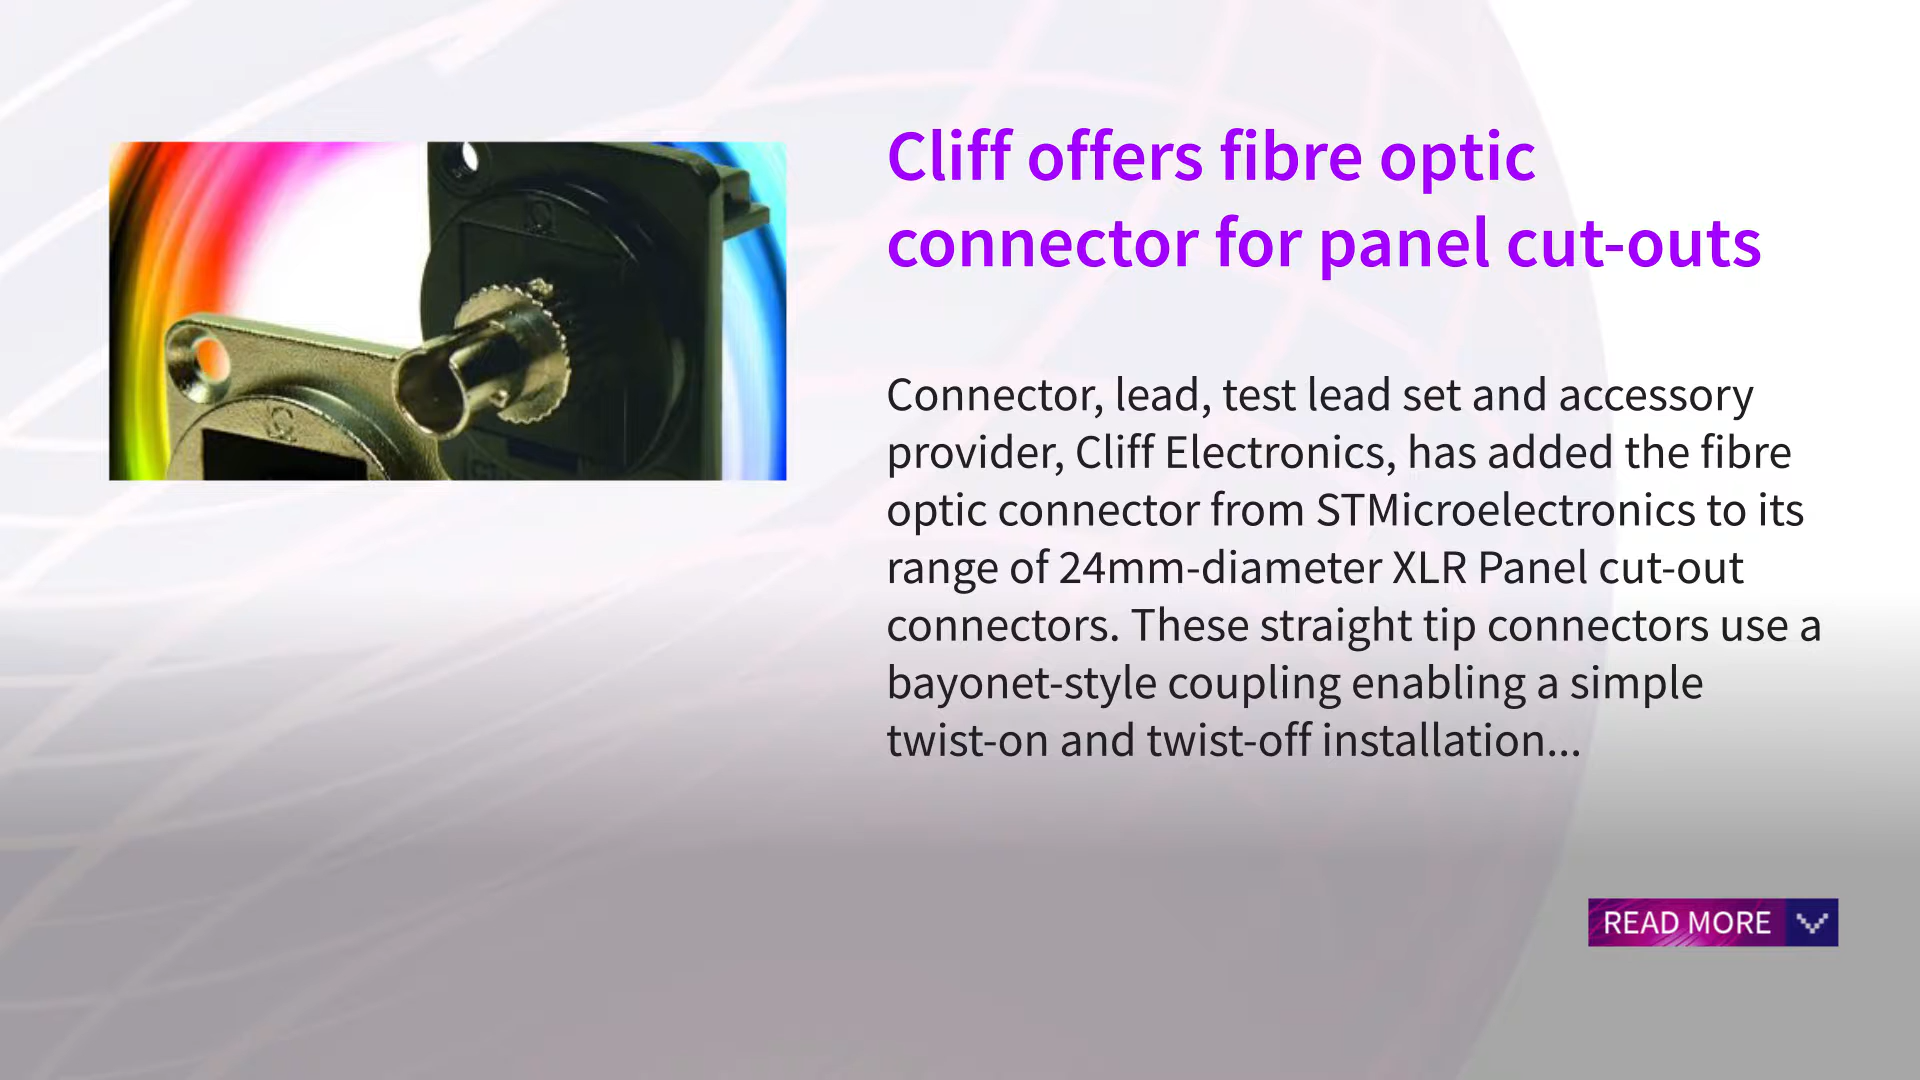 Cliff offers fibre optic
connector for panel cut-outs
Connector, lead, test lead set and accessory
provider, Cliff Electronics, has added the fibre
optic connector from STMicroelectronics to its
range of 24mm-diameter XLR Panel cut-out
connectors. These straight tip connectors use a
bayonet-style coupling enabling a simple
twist-on and twist-off installation...
READ MORE